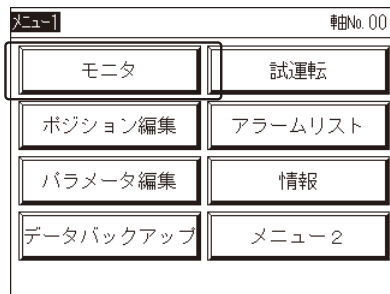 ﾒﾆｭｰ1 軸No. 00
モニタ 試運転
ポジション編集 アラームリスト
パラメータ編集 情報
データバックアップ メニュー２